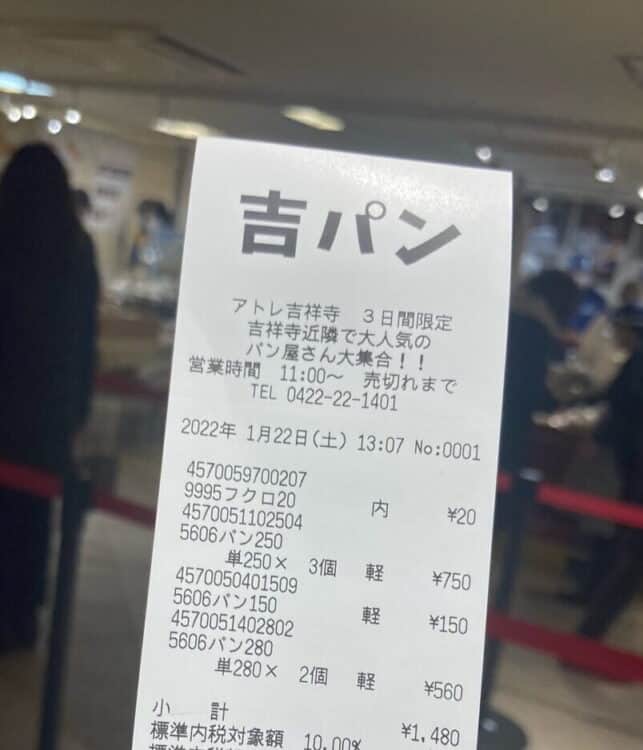 吉パン
アトレ吉祥寺 3日間限定
吉祥寺近隣で大人気の
パン屋さん大集合!!
営業時間 11:00〜 売切れまで
TEL 0422-22-1401
2022年 1月22日(土) 13:07 No:0001
4570059700207
9995フクロ20 内 ¥20
4570051102504
5606パン250
単250× 3個 軽 ¥750
4570050401509
5606パン150 軽 ¥150
4570051402802
5606パン280
単280× 2個 軽 ¥560
小 計 ¥1,480
標準内税対象額 10.00%